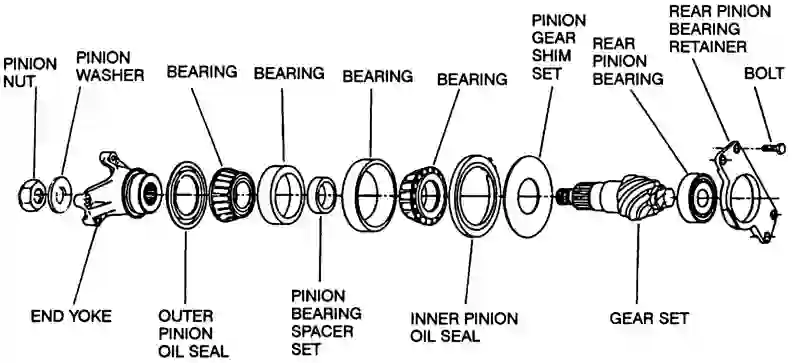 PINION
NUT
PINION
WASHER
BEARING
BEARING
BEARING
BEARING
PINION
GEAR
SHIM
SET
REAR
PINION
BEARING
REAR PINION
BEARING
RETAINER
BOLT
END YOKE
OUTER
PINION
OIL SEAL
PINION
BEARING
SPACER
SET
INNER PINION
OIL SEAL
GEAR SET